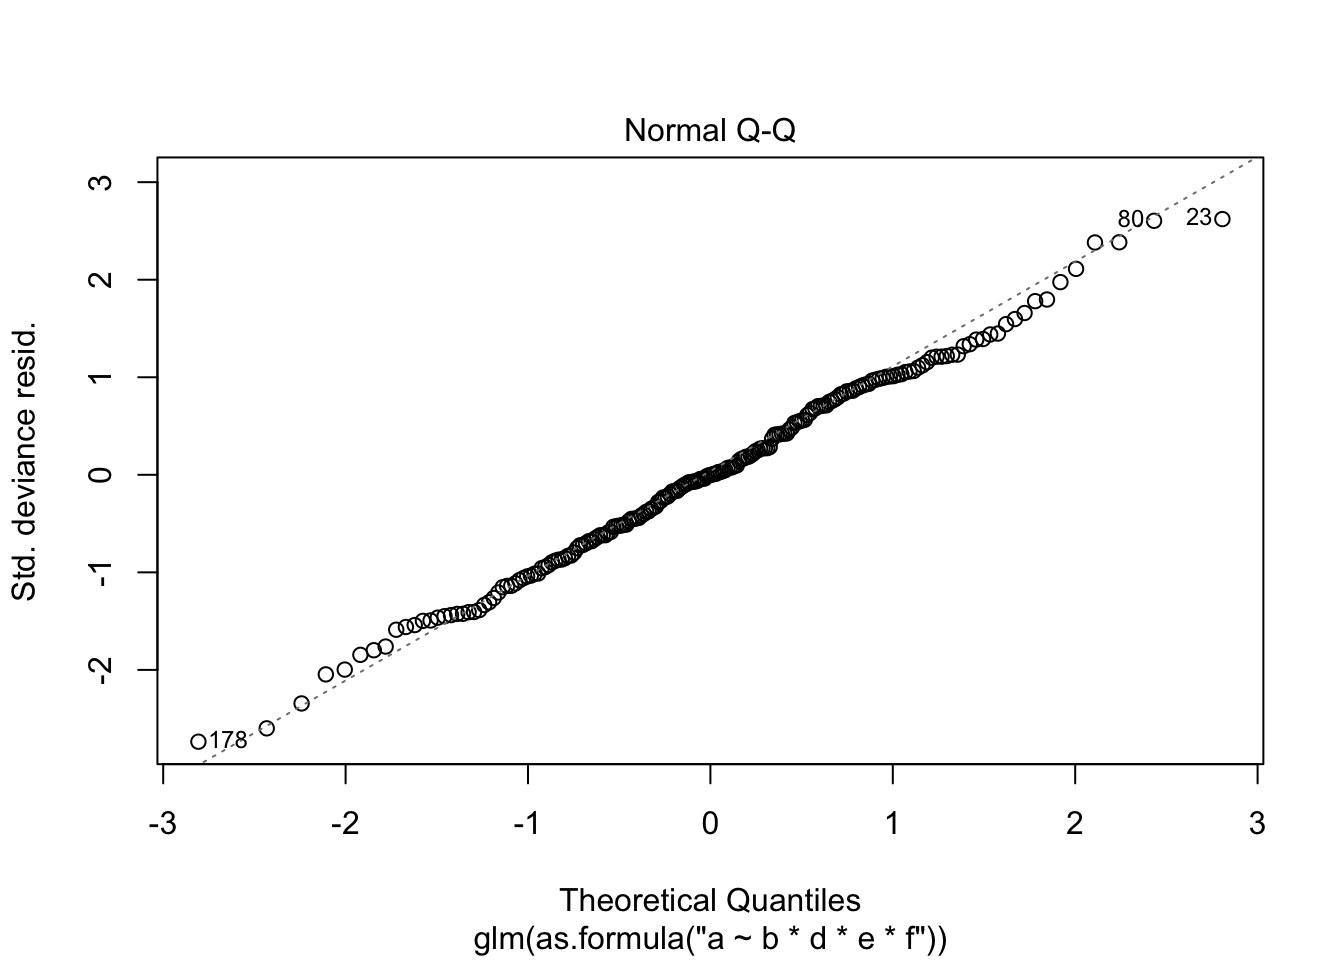 Normal Q-Q
3
2
1
0
-1
-2
Std. deviance resid.
80
23
178
-3 -2 -1 0 1 2 3
Theoretical Quantiles
glm(as.formula("a ~ b * d * e * f"))